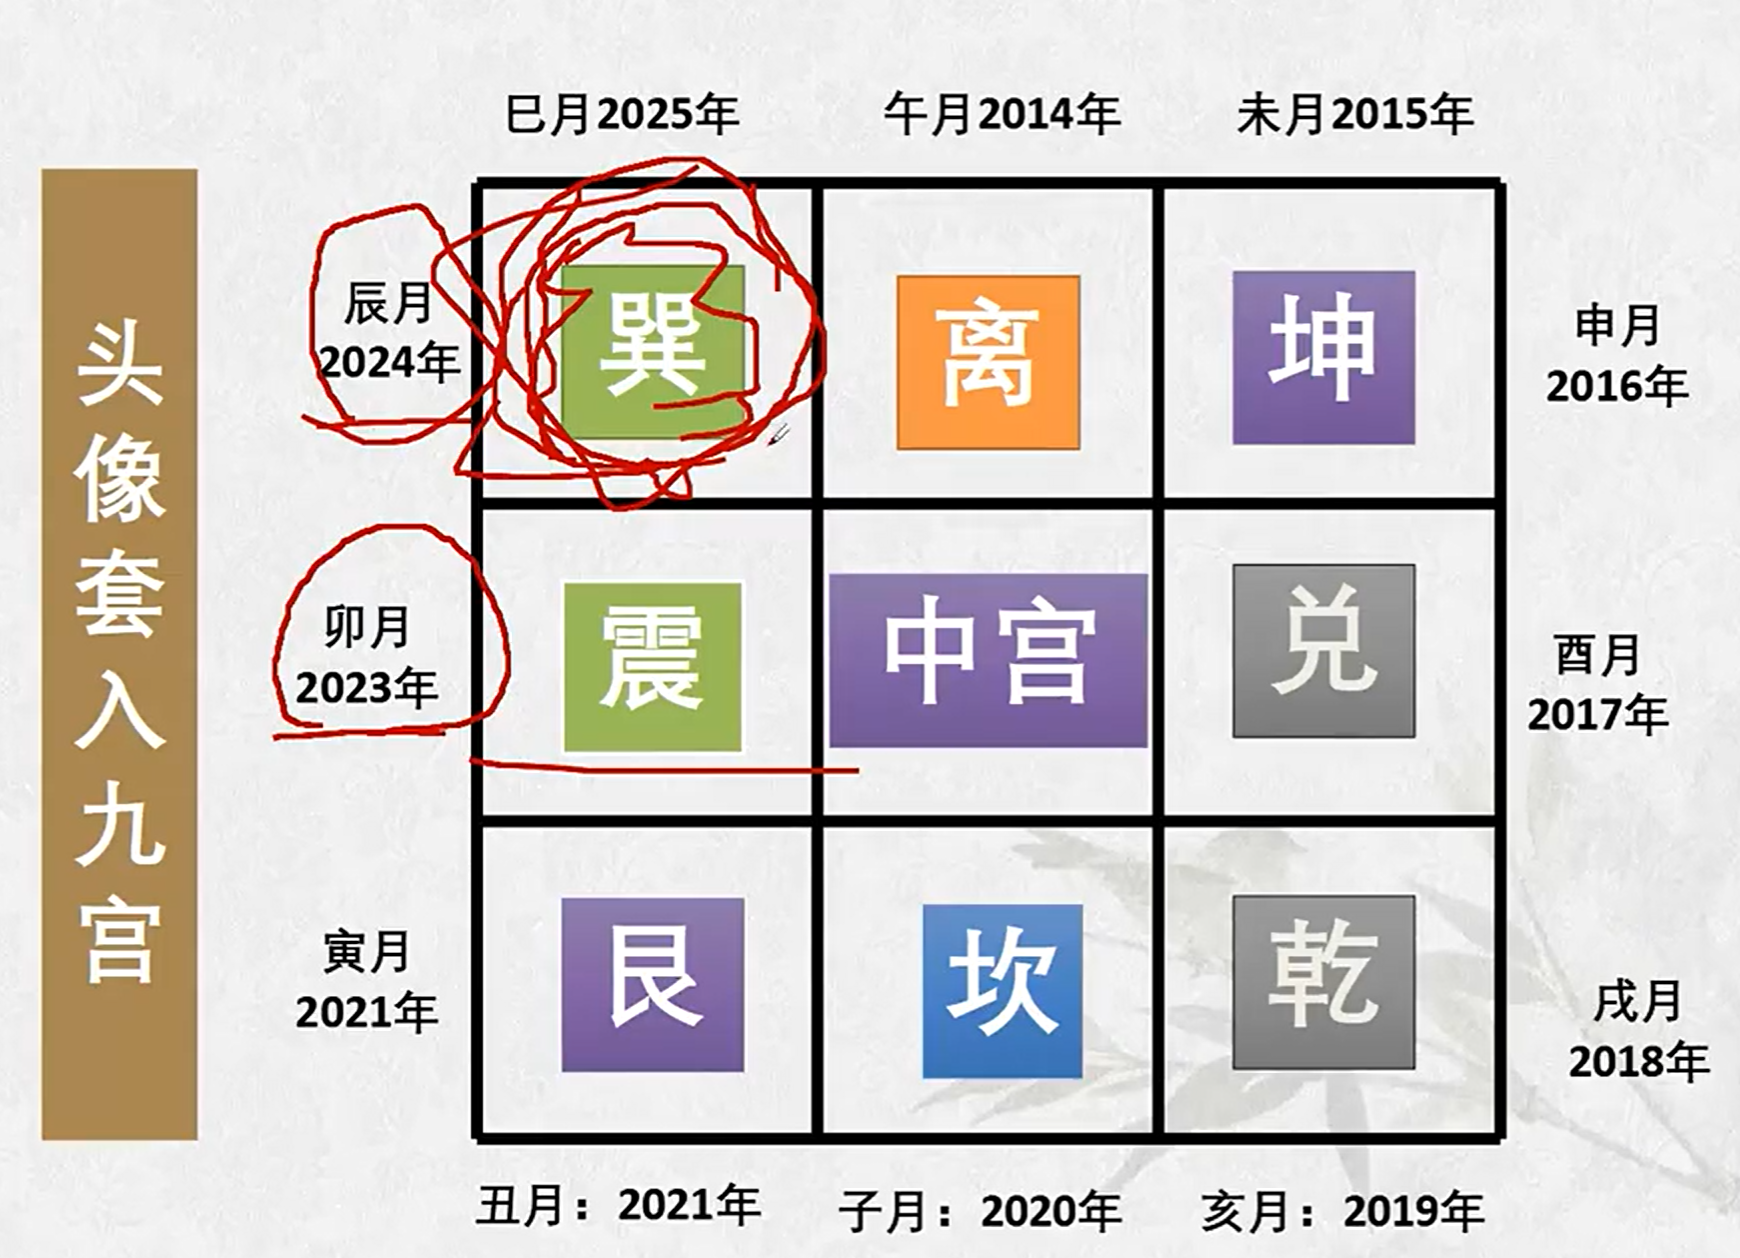 头像套入九宫
巳月2025年
午月2014年
未月2015年
辰月
2024年
巽
离
坤
申月
2016年
卯月
2023年
震
中宫
兑
酉月
2017年
寅月
2021年
艮
坎
乾
戌月
2018年
丑月：2021年
子月：2020年
亥月：2019年